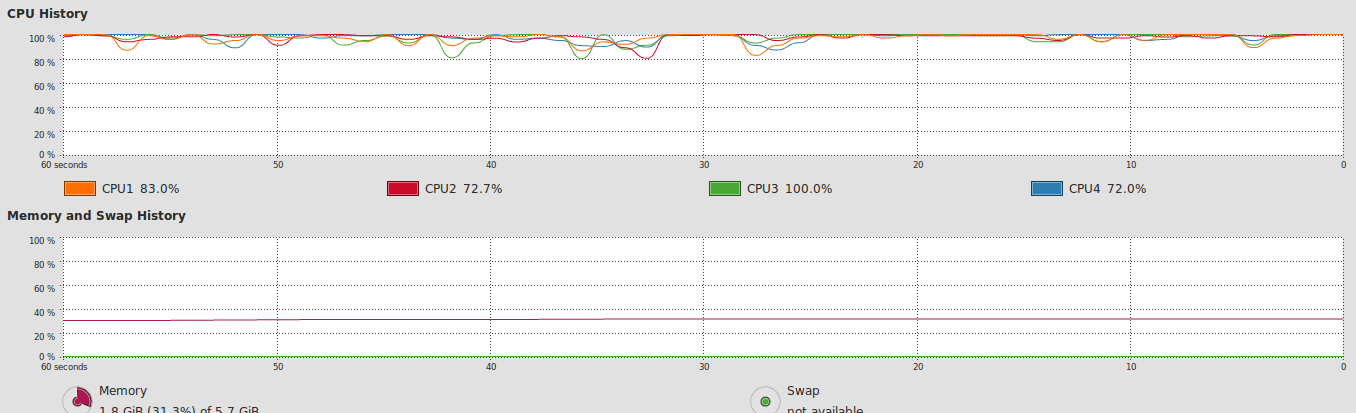 CPU History
100 %
80 %
60 %
40 %
20 %
0 %
60 seconds 50 40 30 20 10 0
CPU1 83.0% CPU2 72.7% CPU3 100.0% CPU4 72.0%
Memory and Swap History
100 %
80 %
60 %
40 %
20 %
0 %
60 seconds 50 40 30 20 10 0
Memory Swap
1.8 GiB (31.3%) of 5.7 GiB not available